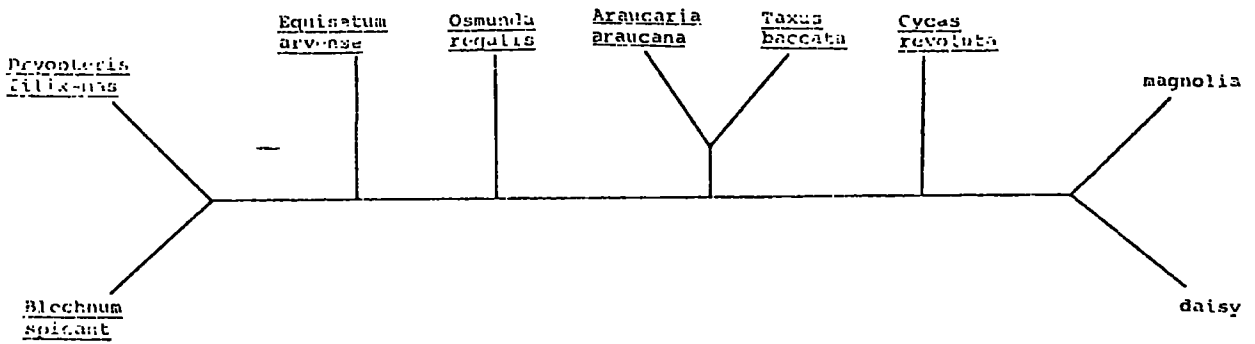 Equisetum
arvense
Osmunda
regalis
Araucaria
araucana
Taxus
baccata
Cycas
revoluta
Dryopteris
filix-mas
magnolia
Blechnum
spicant
daisy